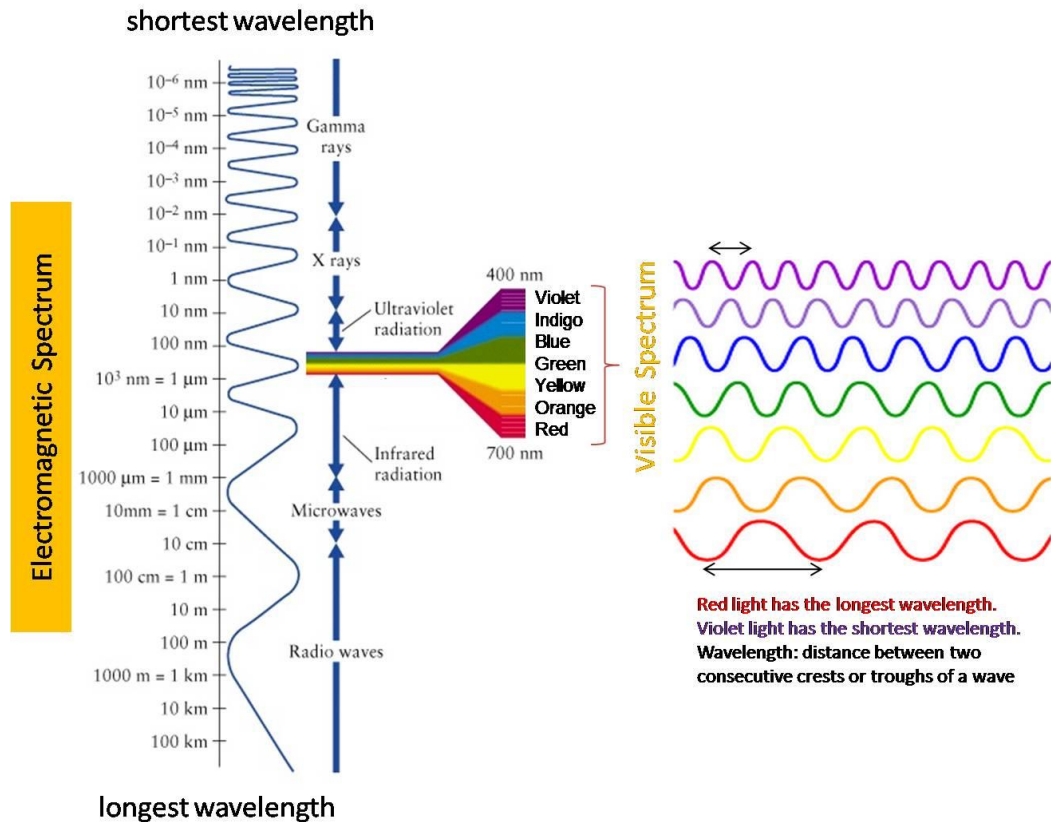 shortest wavelength
Electromagnetic Spectrum
10⁻⁶ nm
10⁻⁵ nm
10⁻⁴ nm
10⁻³ nm
10⁻² nm
10⁻¹ nm
1 nm
10 nm
100 nm
10³ nm = 1 μm
10 μm
100 μm
1000 μm = 1 mm
10mm = 1 cm
10 cm
100 cm = 1 m
10 m
100 m
1000 m = 1 km
10 km
100 km
Gamma
rays
X rays
Ultraviolet
radiation
Infrared
radiation
Microwaves
Radio waves
longest wavelength
400 nm
Violet
Indigo
Blue
Green
Yellow
Orange
Red
700 nm
Visible Spectrum
Red light has the longest wavelength.
Violet light has the shortest wavelength.
Wavelength: distance between two
consecutive crests or troughs of a wave